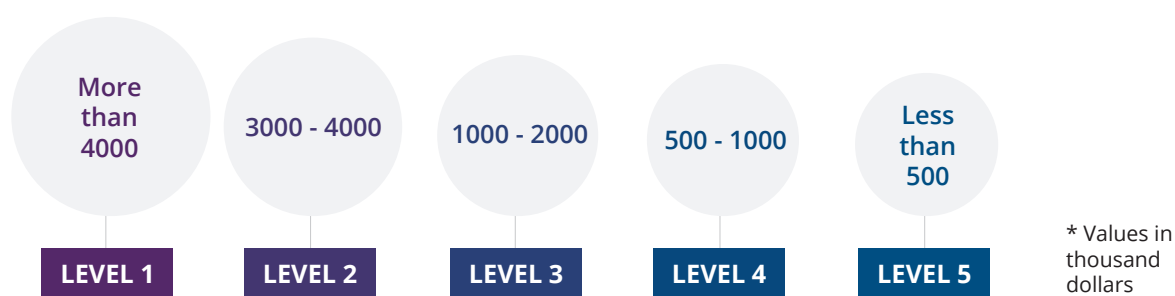 More
than
4000
3000 - 4000
1000 - 2000
500 - 1000
Less
than
500
LEVEL 1
LEVEL 2
LEVEL 3
LEVEL 4
LEVEL 5
* Values in
thousand
dollars